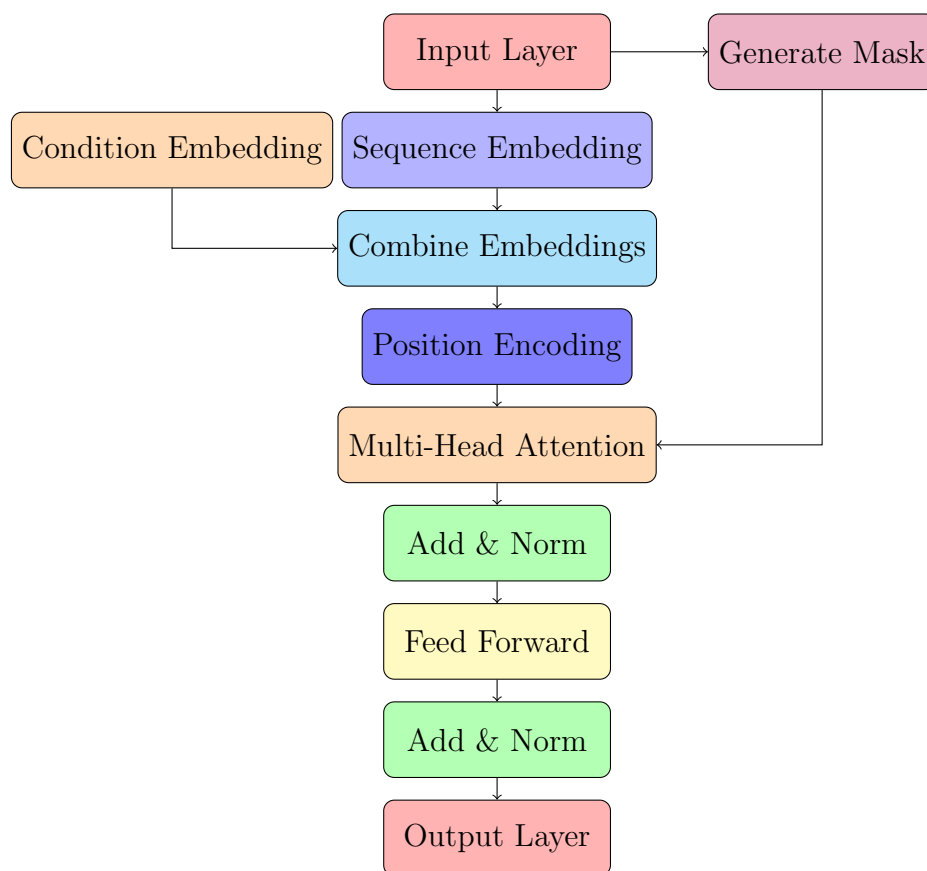 Input Layer
Generate Mask
Condition Embedding
Sequence Embedding
Combine Embeddings
Position Encoding
Multi-Head Attention
Add & Norm
Feed Forward
Add & Norm
Output Layer